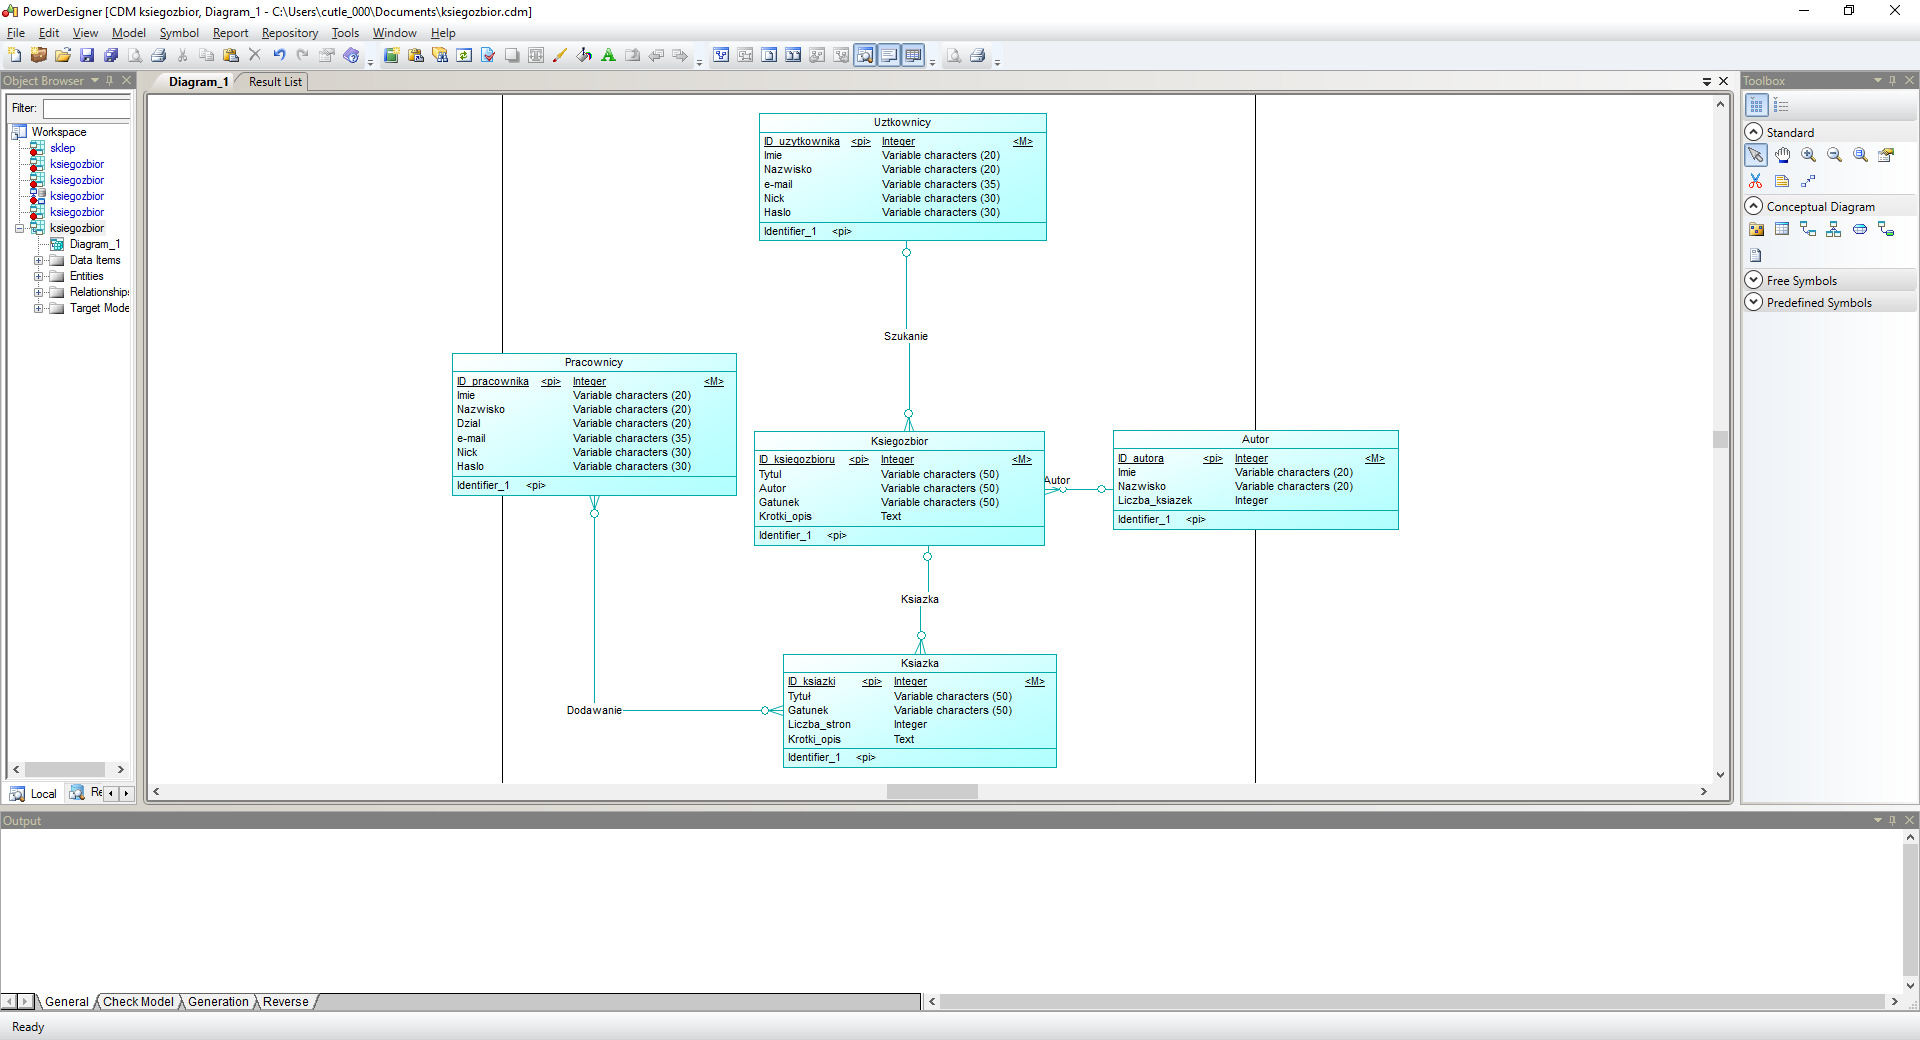 PowerDesigner [CDM ksiegozbior, Diagram_1 - C:\Users\cutle_000\Documents\ksiegozbior.cdm]
File Edit View Model Symbol Report Repository Tools Window Help
Object Browser
Diagram_1 Result List
Toolbox
Filter:
Workspace
sklep
ksiegozbior
ksiegozbior
ksiegozbior
ksiegozbior
ksiegozbior
Diagram_1
Data Items
Entities
Relationships
Target Mode
Local Re
Uztkownicy
ID_uzytkownika <pi> Integer <M>
Imie Variable characters (20)
Nazwisko Variable characters (20)
e-mail Variable characters (35)
Nick Variable characters (30)
Haslo Variable characters (30)
Identifier_1 <pi>
Szukanie
Pracownicy
ID_pracownika <pi> Integer <M>
Imie Variable characters (20)
Nazwisko Variable characters (20)
Dzial Variable characters (20)
e-mail Variable characters (35)
Nick Variable characters (30)
Haslo Variable characters (30)
Identifier_1 <pi>
Ksiegozbior
ID_ksiegozbioru <pi> Integer <M>
Tytul Variable characters (50)
Autor Variable characters (50)
Gatunek Variable characters (50)
Krotki_opis Text
Identifier_1 <pi>
Autor
Autor
ID_autora <pi> Integer <M>
Imie Variable characters (20)
Nazwisko Variable characters (20)
Liczba_ksiazek Integer
Identifier_1 <pi>
Ksiazka
Dodawanie
Ksiazka
ID_ksiazki <pi> Integer <M>
Tytuł Variable characters (50)
Gatunek Variable characters (50)
Liczba_stron Integer
Krotki_opis Text
Identifier_1 <pi>
Standard
Conceptual Diagram
Free Symbols
Predefined Symbols
Output
General Check Model Generation Reverse
Ready